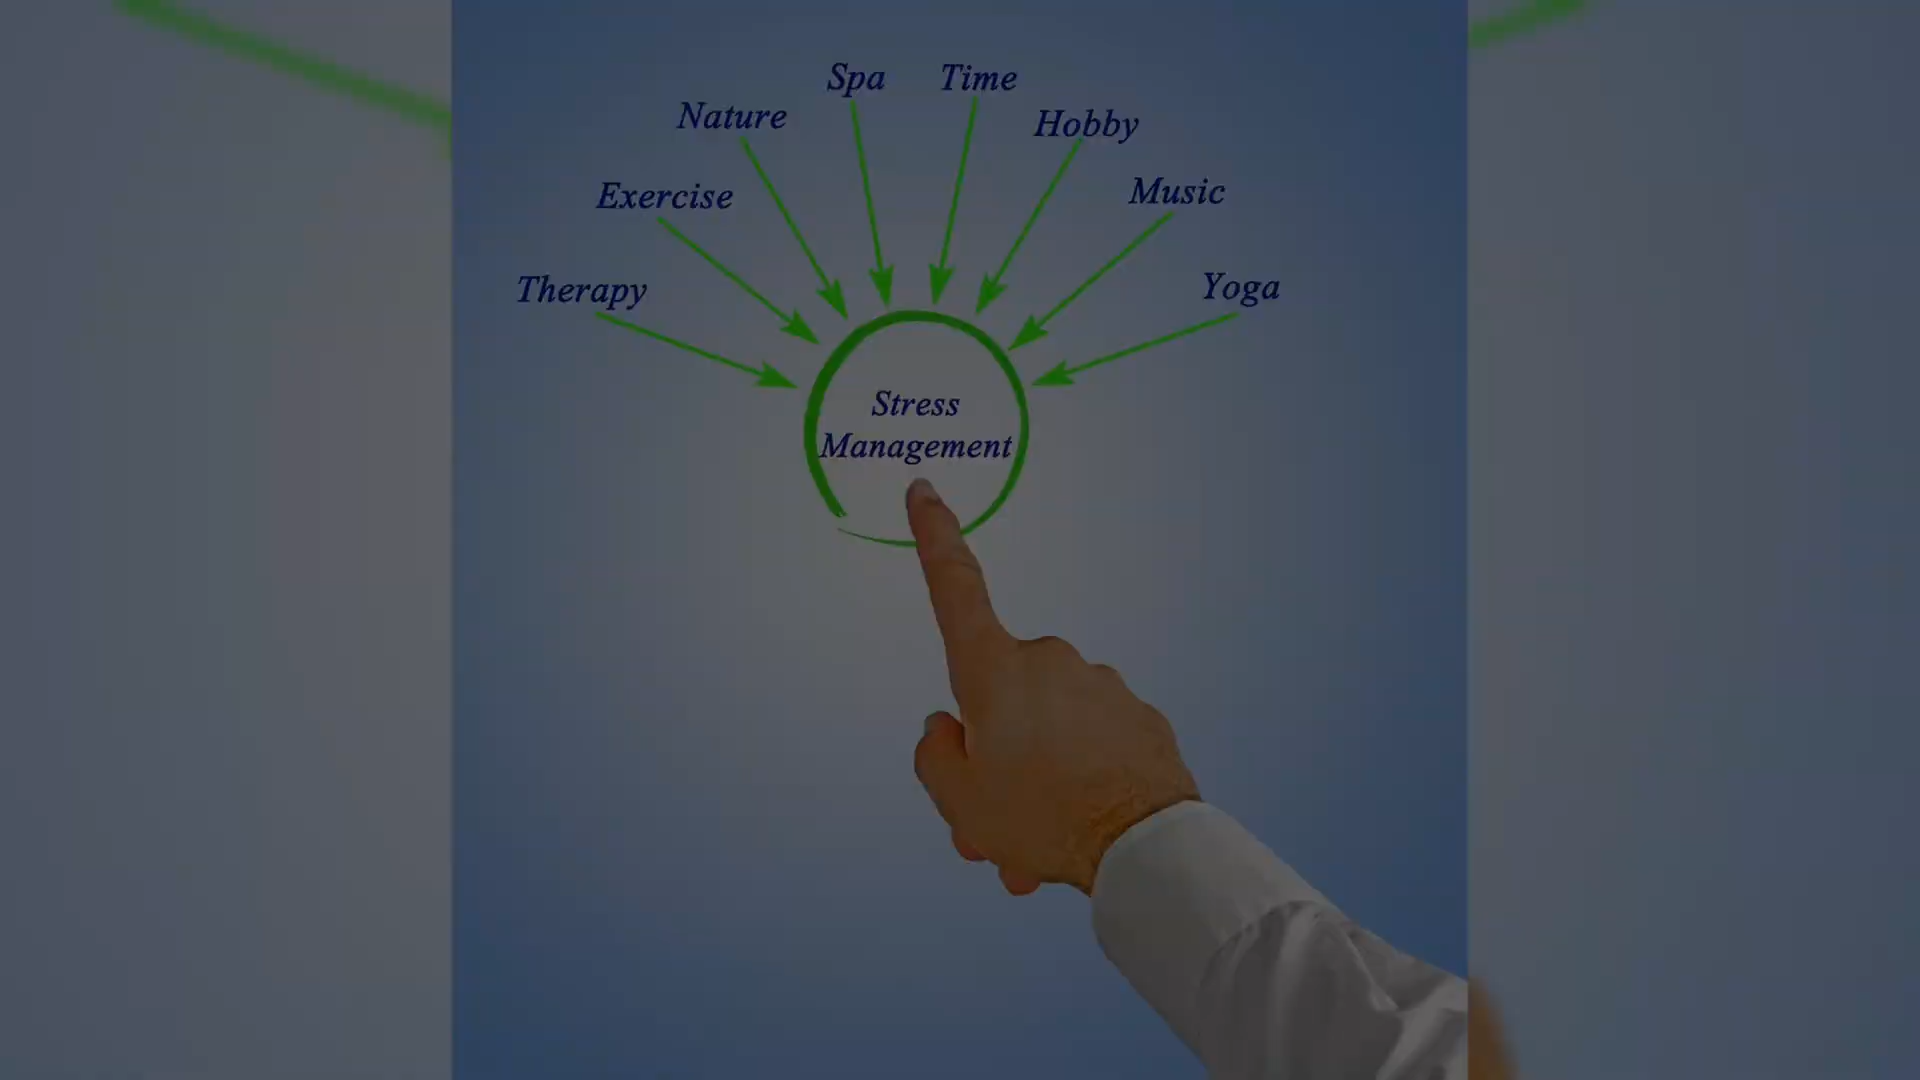 Spa
Time
Nature
Hobby
Exercise
Music
Therapy
Yoga
Stress
Management